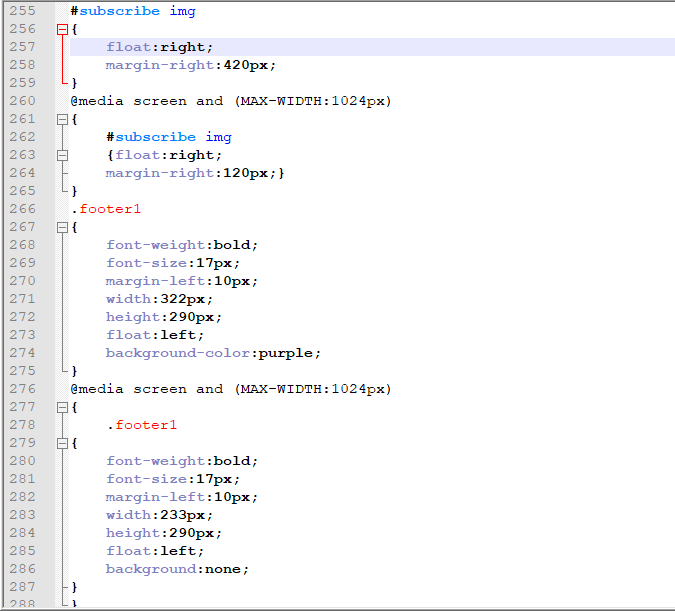 255 #subscribe img
256 {
257 float:right;
258 margin-right:420px;
259 }
260 @media screen and (MAX-WIDTH:1024px)
261 {
262 #subscribe img
263 {float:right;
264 margin-right:120px;}
265 }
266 .footer1
267 {
268 font-weight:bold;
269 font-size:17px;
270 margin-left:10px;
271 width:322px;
272 height:290px;
273 float:left;
274 background-color:purple;
275 }
276 @media screen and (MAX-WIDTH:1024px)
277 {
278 .footer1
279 {
280 font-weight:bold;
281 font-size:17px;
282 margin-left:10px;
283 width:233px;
284 height:290px;
285 float:left;
286 background:none;
287 }
288 }